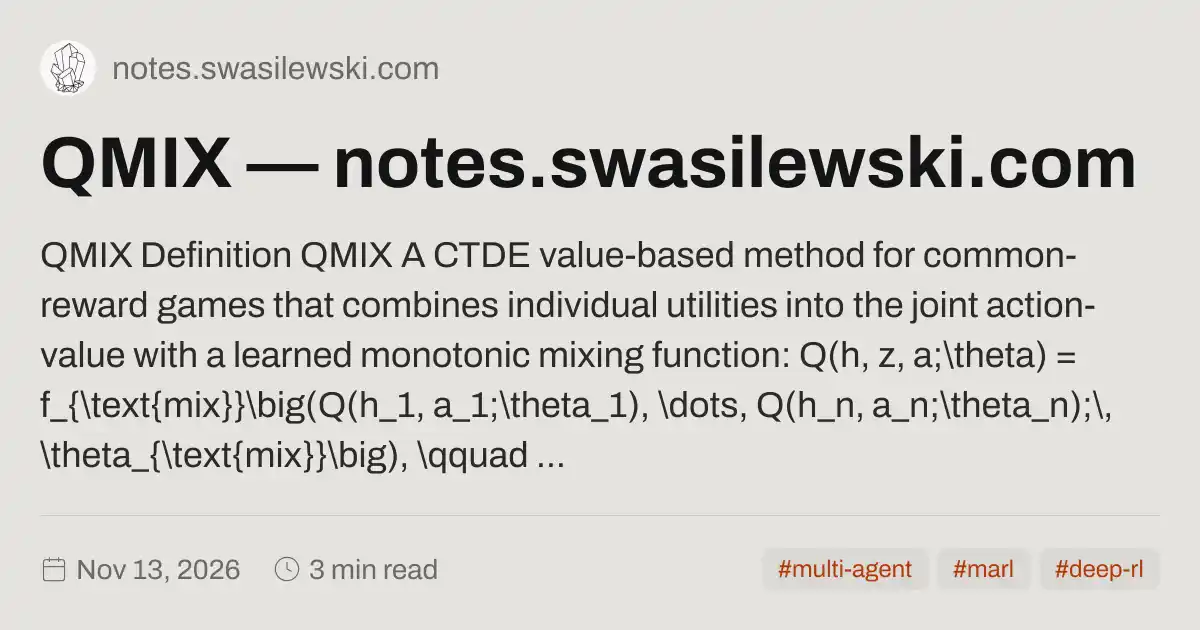 notes.swasilewski.com
QMIX — notes.swasilewski.com
QMIX Definition QMIX A CTDE value-based method for common-
reward games that combines individual utilities into the joint action-
value with a learned monotonic mixing function: Q(h, z, a;\theta) =
f_{\text{mix}}\big(Q(h_1, a_1;\theta_1), \dots, Q(h_n, a_n;\theta_n);\,
\theta_{\text{mix}}\big), \qquad ...
Nov 13, 2026 3 min read #multi-agent #marl #deep-rl